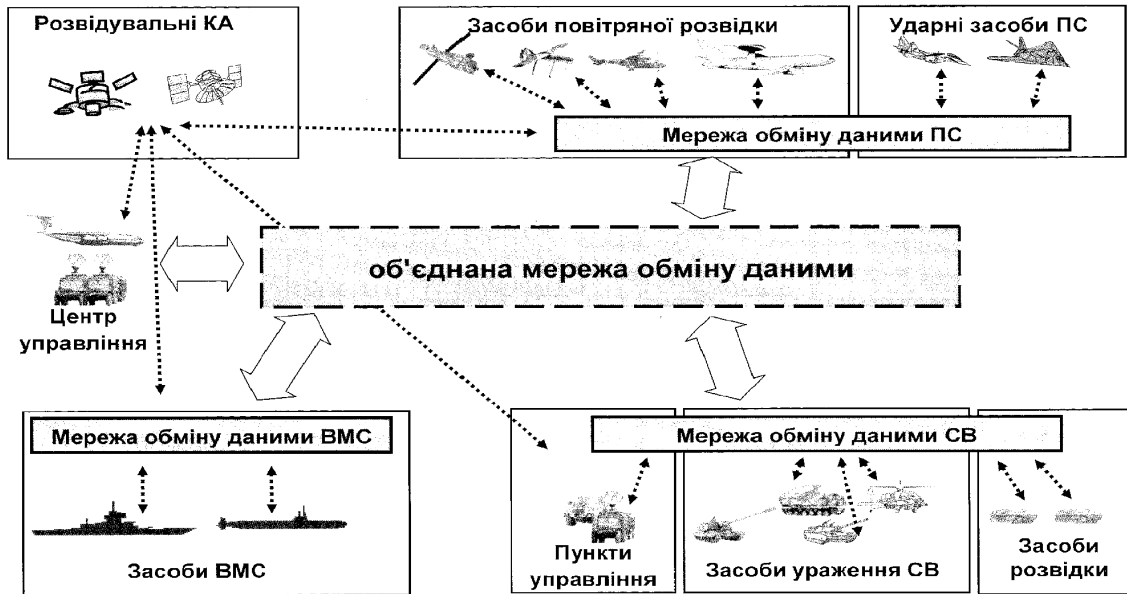 Розвідувальні КА
Засоби повітряної розвідки
Ударні засоби ПС
Мережа обміну даними ПС
об'єднана мережа обміну даними
Центр
управління
Мережа обміну даними ВМС
Засоби ВМС
Мережа обміну даними СВ
Пункти
управління
Засоби ураження СВ
Засоби
розвідки